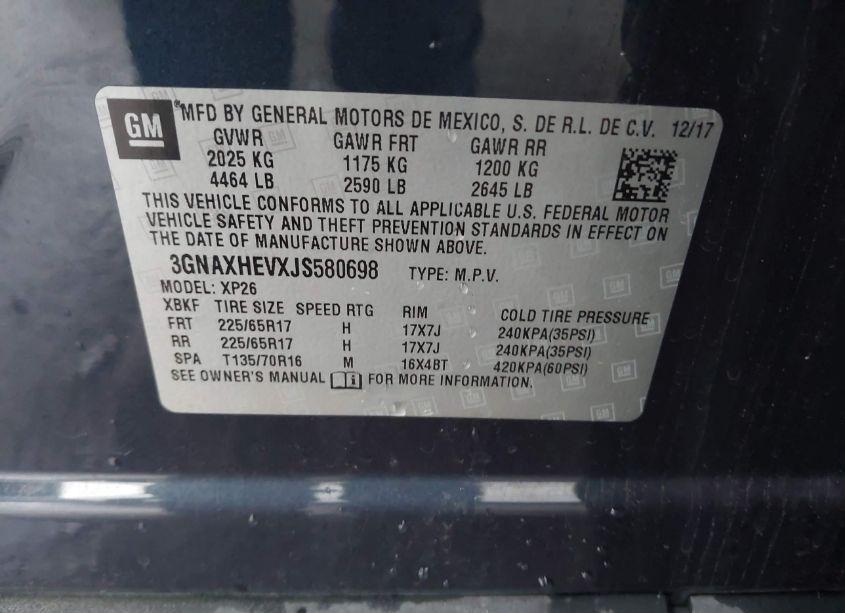 GM
®MFD BY GENERAL MOTORS DE MEXICO, S. DE R.L. DE C.V. 12/17
GVWR GAWR FRT GAWR RR
2025 KG 1175 KG 1200 KG
4464 LB 2590 LB 2645 LB
THIS VEHICLE CONFORMS TO ALL APPLICABLE U.S. FEDERAL MOTOR
VEHICLE SAFETY AND THEFT PREVENTION STANDARDS IN EFFECT ON
THE DATE OF MANUFACTURE SHOWN ABOVE.
3GNAXHEVXJS580698 TYPE: M.P.V.
MODEL: XP26
XBKF TIRE SIZE SPEED RTG RIM COLD TIRE PRESSURE
FRT 225/65R17 H 17X7J 240KPA(35PSI)
RR 225/65R17 H 17X7J 240KPA(35PSI)
SPA T135/70R16 M 16X4BT 420KPA(60PSI)
SEE OWNER'S MANUAL FOR MORE INFORMATION.